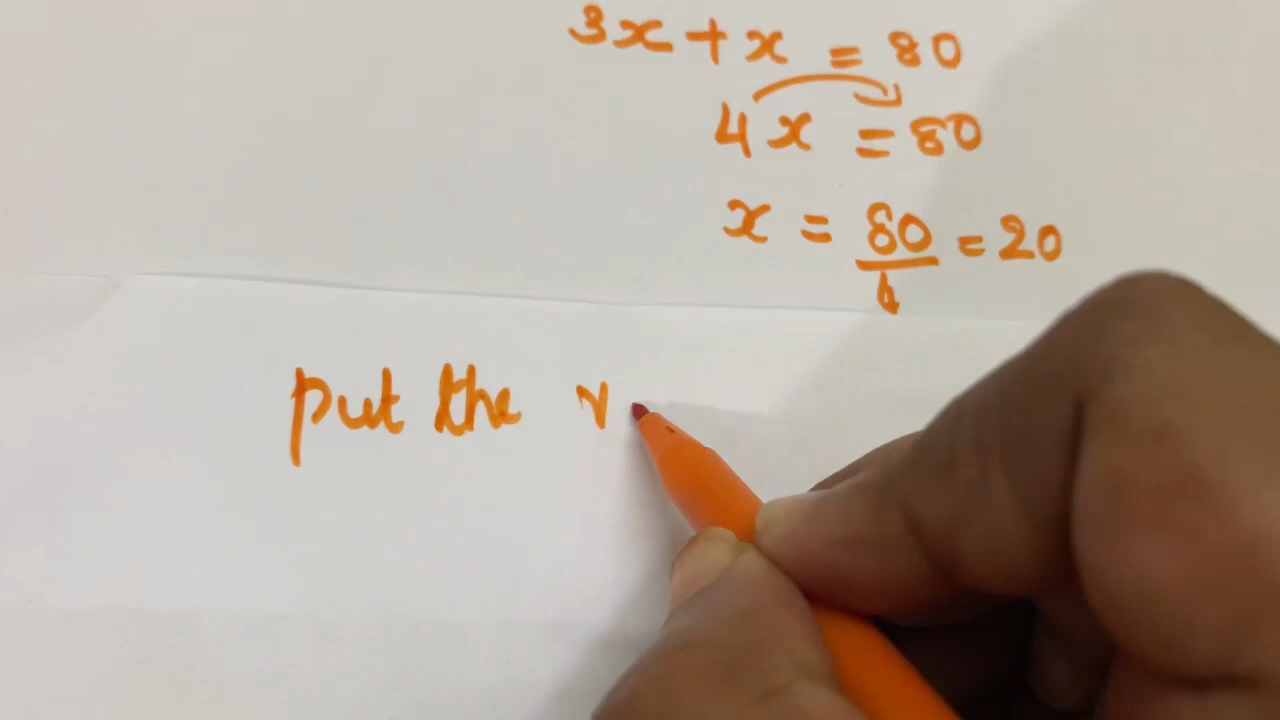 3x + x = 80
4x = 80
x = 80/4 = 20
put the v